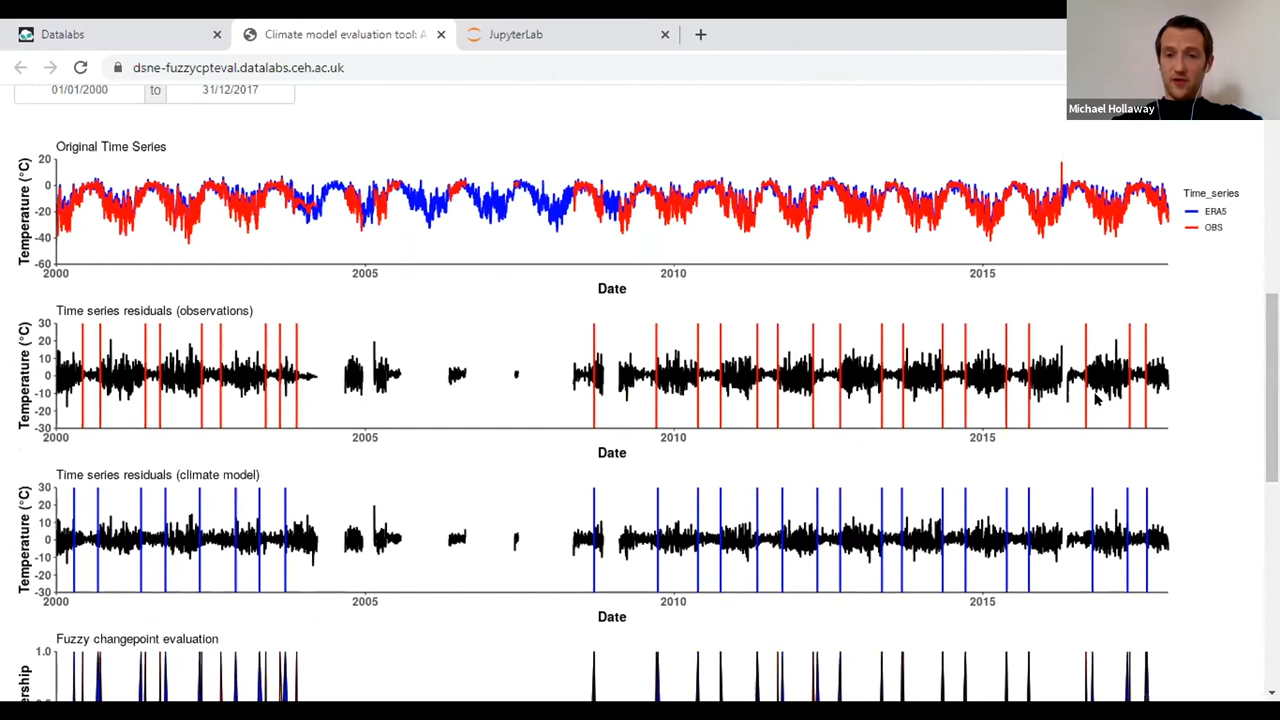 Datalabs
Climate model evaluation tool: A
JupyterLab
dsne-fuzzycpteval.datalabs.ceh.ac.uk
Michael Hollaway
01/01/2000 to 31/12/2017
Original Time Series
Temperature (°C)
20
0
-20
-40
-60
2000 2005 2010 2015
Date
Time_series
ERA5
OBS
Time series residuals (observations)
Temperature (°C)
30
20
10
0
-10
-20
-30
2000 2005 2010 2015
Date
Time series residuals (climate model)
Temperature (°C)
30
20
10
0
-10
-20
-30
2000 2005 2010 2015
Date
Fuzzy changepoint evaluation
1.0